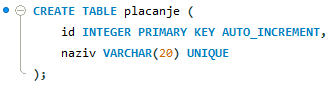 CREATE TABLE placanje (
id INTEGER PRIMARY KEY AUTO_INCREMENT,
naziv VARCHAR(20) UNIQUE
);